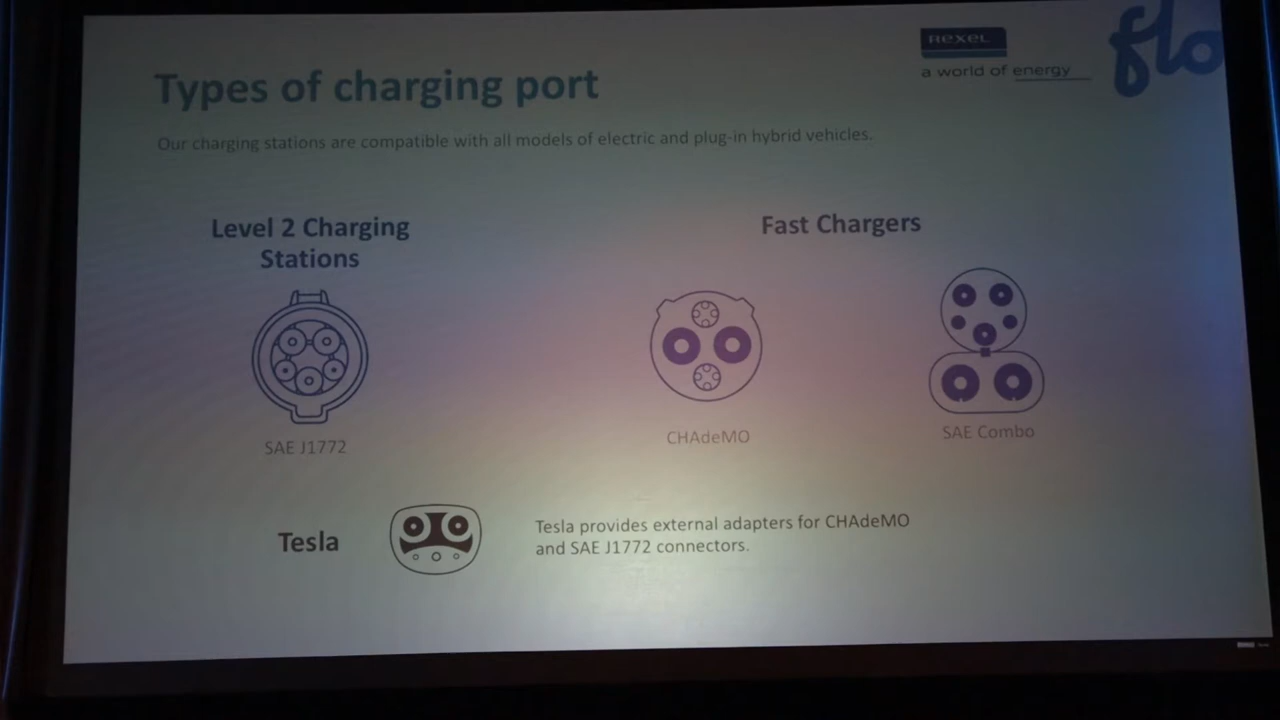 Types of charging port
REXEL
a world of energy
flo
Our charging stations are compatible with all models of electric and plug-in hybrid vehicles.
Level 2 Charging
Stations
Fast Chargers
SAE J1772
CHAdeMO
SAE Combo
Tesla
Tesla provides external adapters for CHAdeMO
and SAE J1772 connectors.